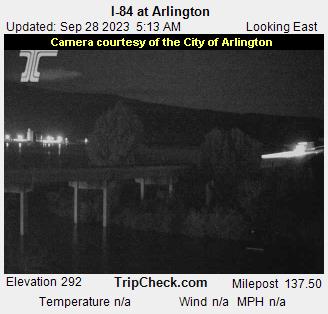 I-84 at Arlington
Updated: Sep 28 2023 5:13 AM Looking East
Camera courtesy of the City of Arlington
Elevation 292 TripCheck.com Milepost 137.50
Temperature n/a Wind n/a MPH n/a